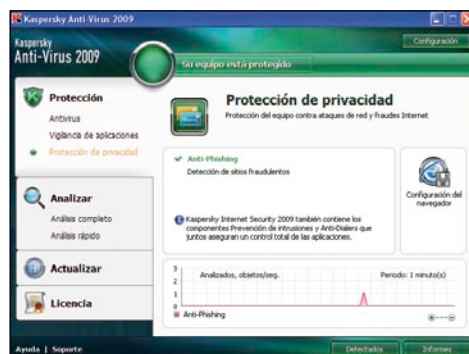 Kaspersky Anti-Virus 2009
Kaspersky
Anti-Virus 2009
Configuración
Su equipo está protegido
Protección
Antivirus
Vigilancia de aplicaciones
Protección de privacidad
Analizar
Análisis completo
Análisis rápido
Actualizar
Licencia
Protección de privacidad
Protección del equipo contra ataques de red y fraudes Internet
Anti-Phishing
Detección de sitios fraudulentos
Kaspersky Internet Security 2009 también contiene los
componentes Prevención de intrusiones y Anti-Dialers que
juntos aseguran un control total de las aplicaciones.
Configuración del
navegador
3
2
1
0
Analizados, objetos/seg.
Periodo: 1 minuto(s)
Anti-Phishing
Ayuda | Soporte
Detectados
Informes